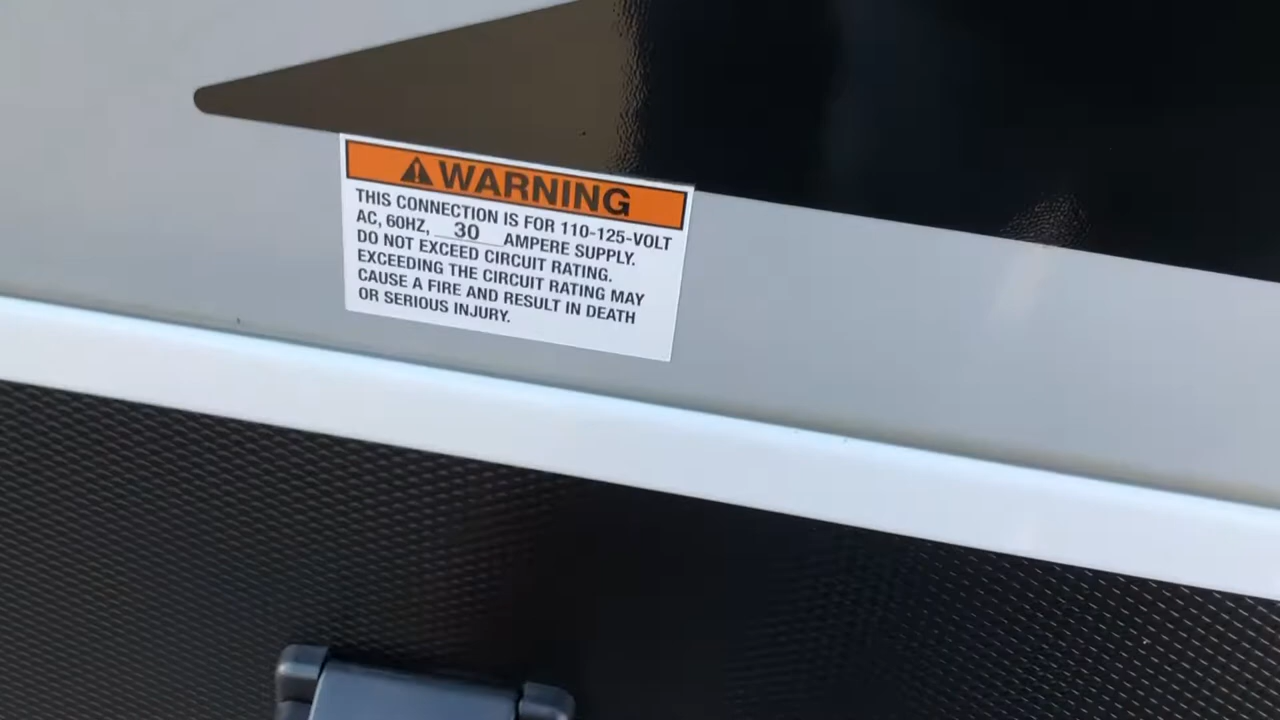 WARNING
THIS CONNECTION IS FOR 110-125-VOLT
AC, 60HZ, 30 AMPERE SUPPLY.
DO NOT EXCEED CIRCUIT RATING.
EXCEEDING THE CIRCUIT RATING MAY
CAUSE A FIRE AND RESULT IN DEATH
OR SERIOUS INJURY.